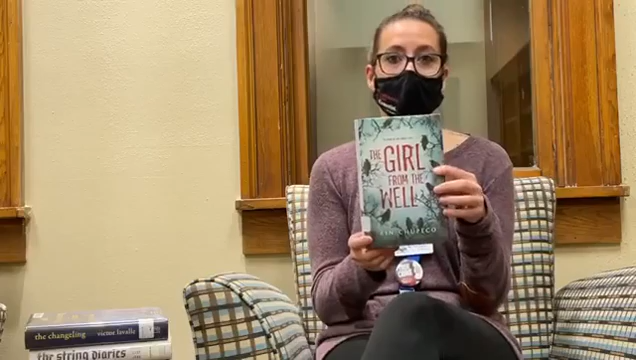 THE
GIRL
FROM THE
WELL
RIN CHUPECO
the changeling victor lavalle
the string diaries